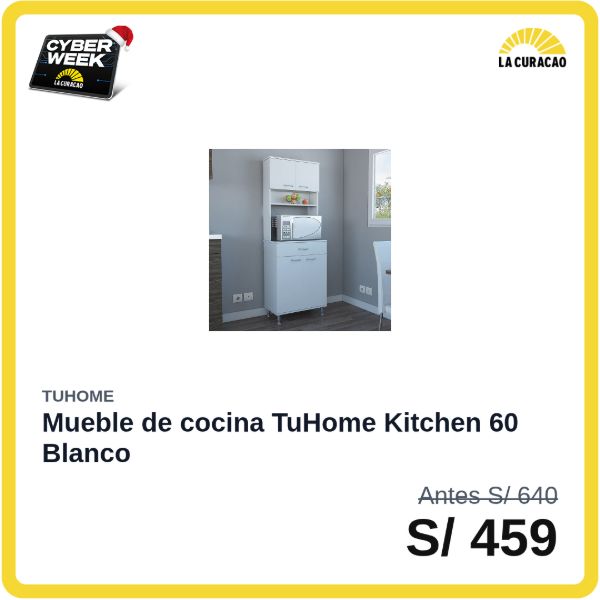 CYBER
WEEK
LA CURACAO
LA CURACAO
TUHOME
Mueble de cocina TuHome Kitchen 60
Blanco
Antes S/ 640
S/ 459